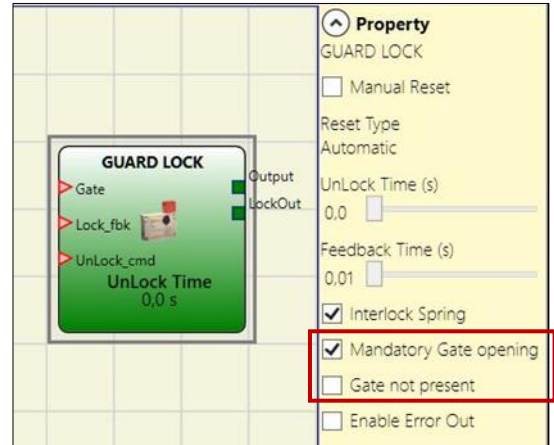 GUARD LOCK
Gate
Lock_fbk
UnLock_cmd
Output
LockOut
UnLock Time
0,0 s
Property
GUARD LOCK
Manual Reset
Reset Type
Automatic
UnLock Time (s)
0,0
Feedback Time (s)
0,01
Interlock Spring
Mandatory Gate opening
Gate not present
Enable Error Out